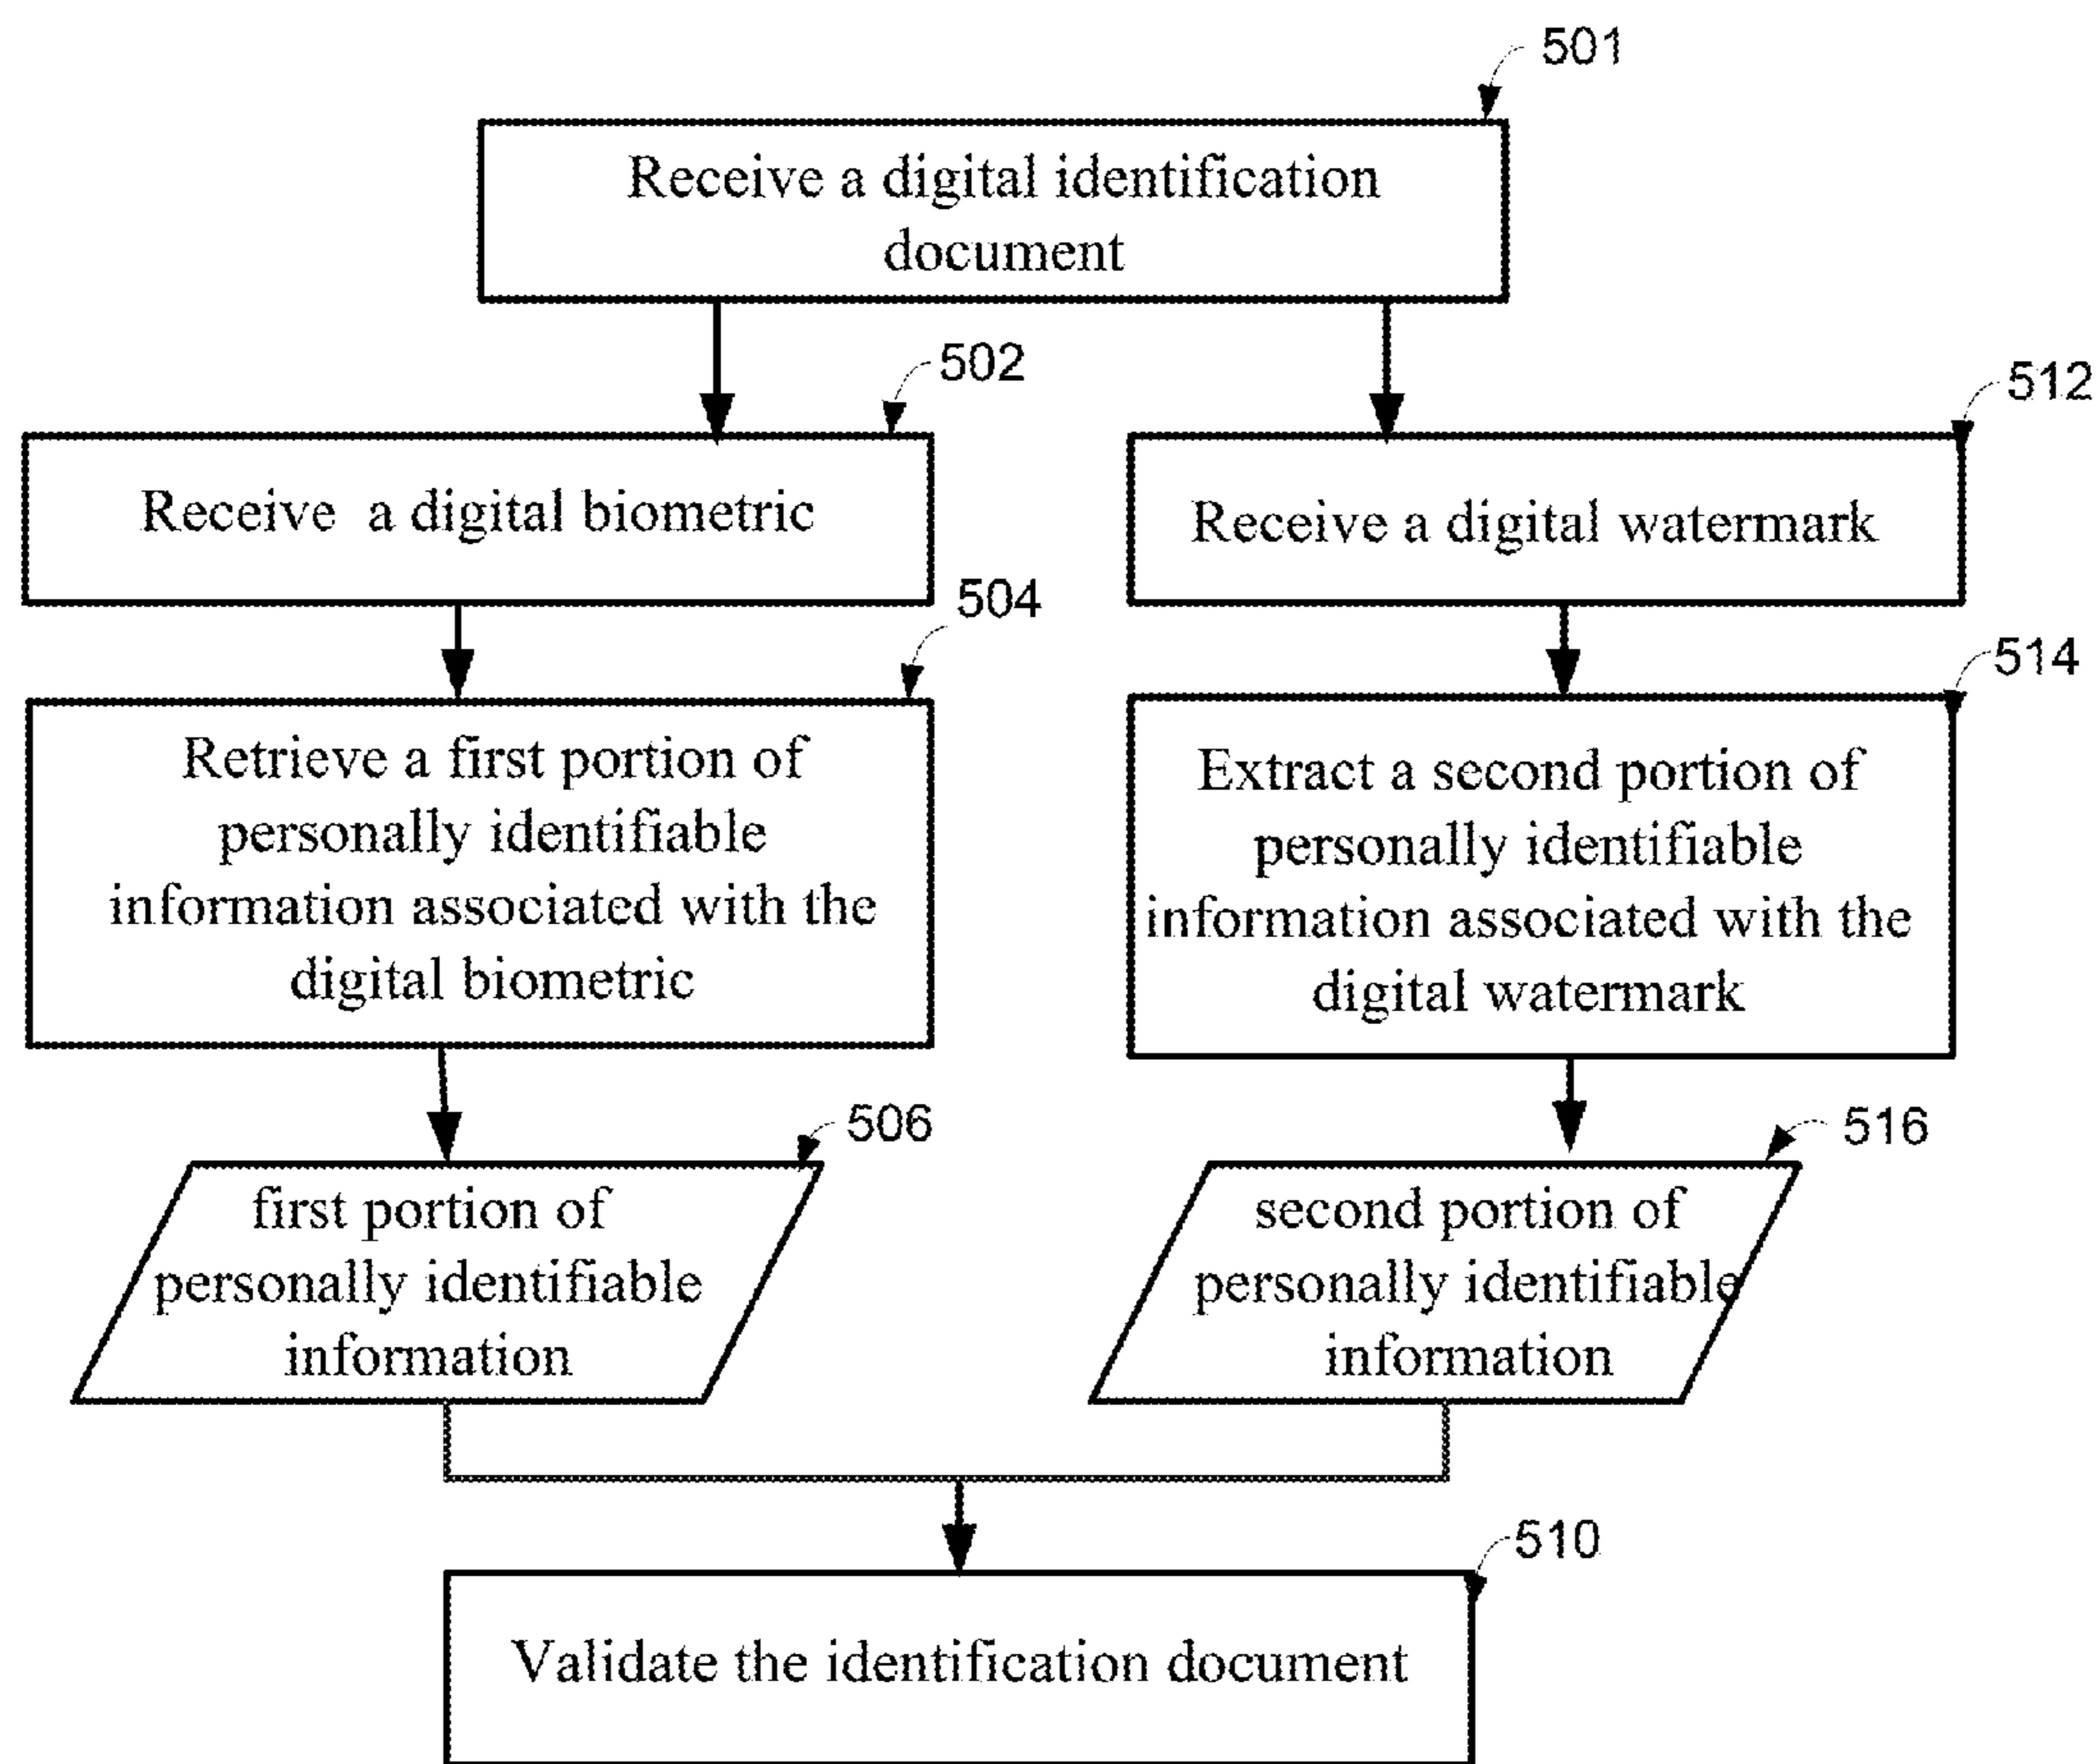 501
Receive a digital identification
document
502
Receive a digital biometric
512
Receive a digital watermark
504
Retrieve a first portion of
personally identifiable
information associated with the
digital biometric
514
Extract a second portion of
personally identifiable
information associated with the
digital watermark
506
first portion of
personally identifiable
information
516
second portion of
personally identifiable
information
510
Validate the identification document